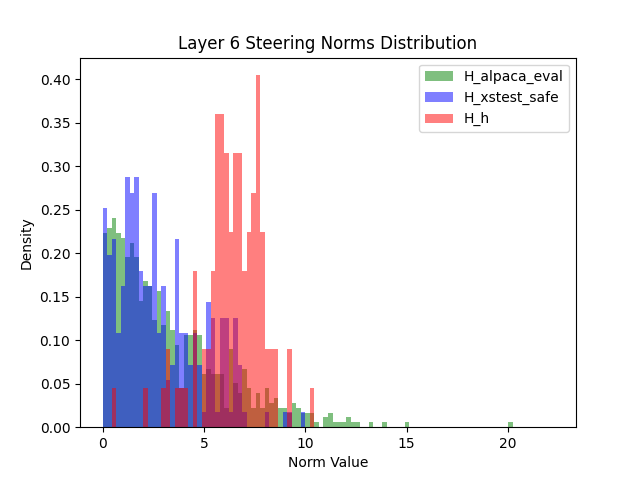 Layer 6 Steering Norms Distribution
H_alpaca_eval
H_xstest_safe
H_h
0.40
0.35
0.30
0.25
0.20
0.15
0.10
0.05
0.00
Density
0 5 10 15 20
Norm Value